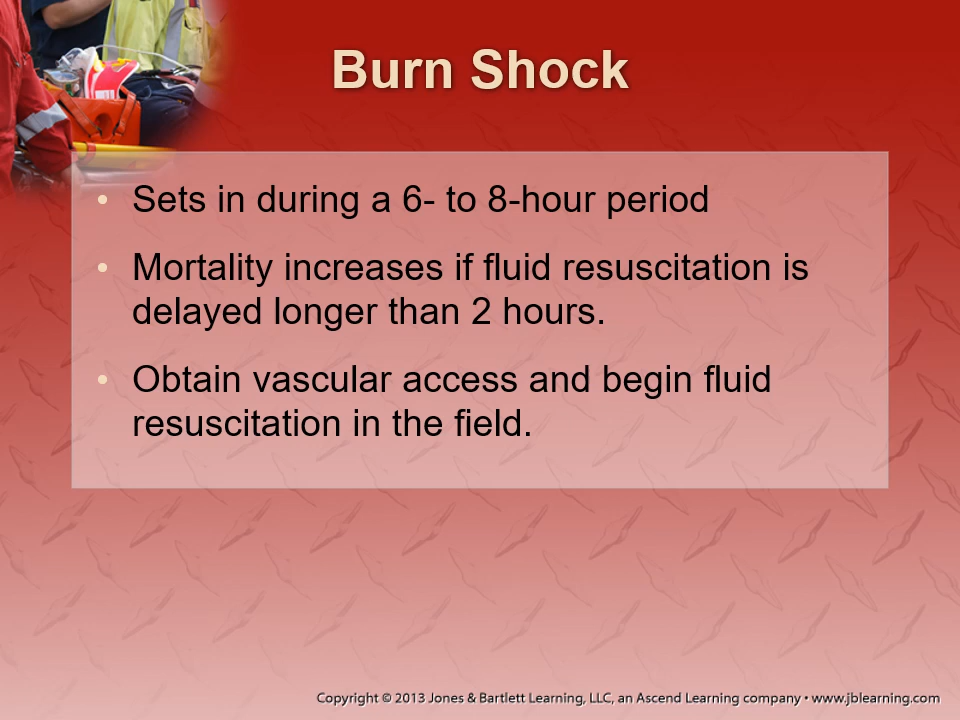 Burn Shock
• Sets in during a 6- to 8-hour period
• Mortality increases if fluid resuscitation is
delayed longer than 2 hours.
• Obtain vascular access and begin fluid
resuscitation in the field.
Copyright © 2013 Jones & Bartlett Learning, LLC, an Ascend Learning company • www.jblearning.com